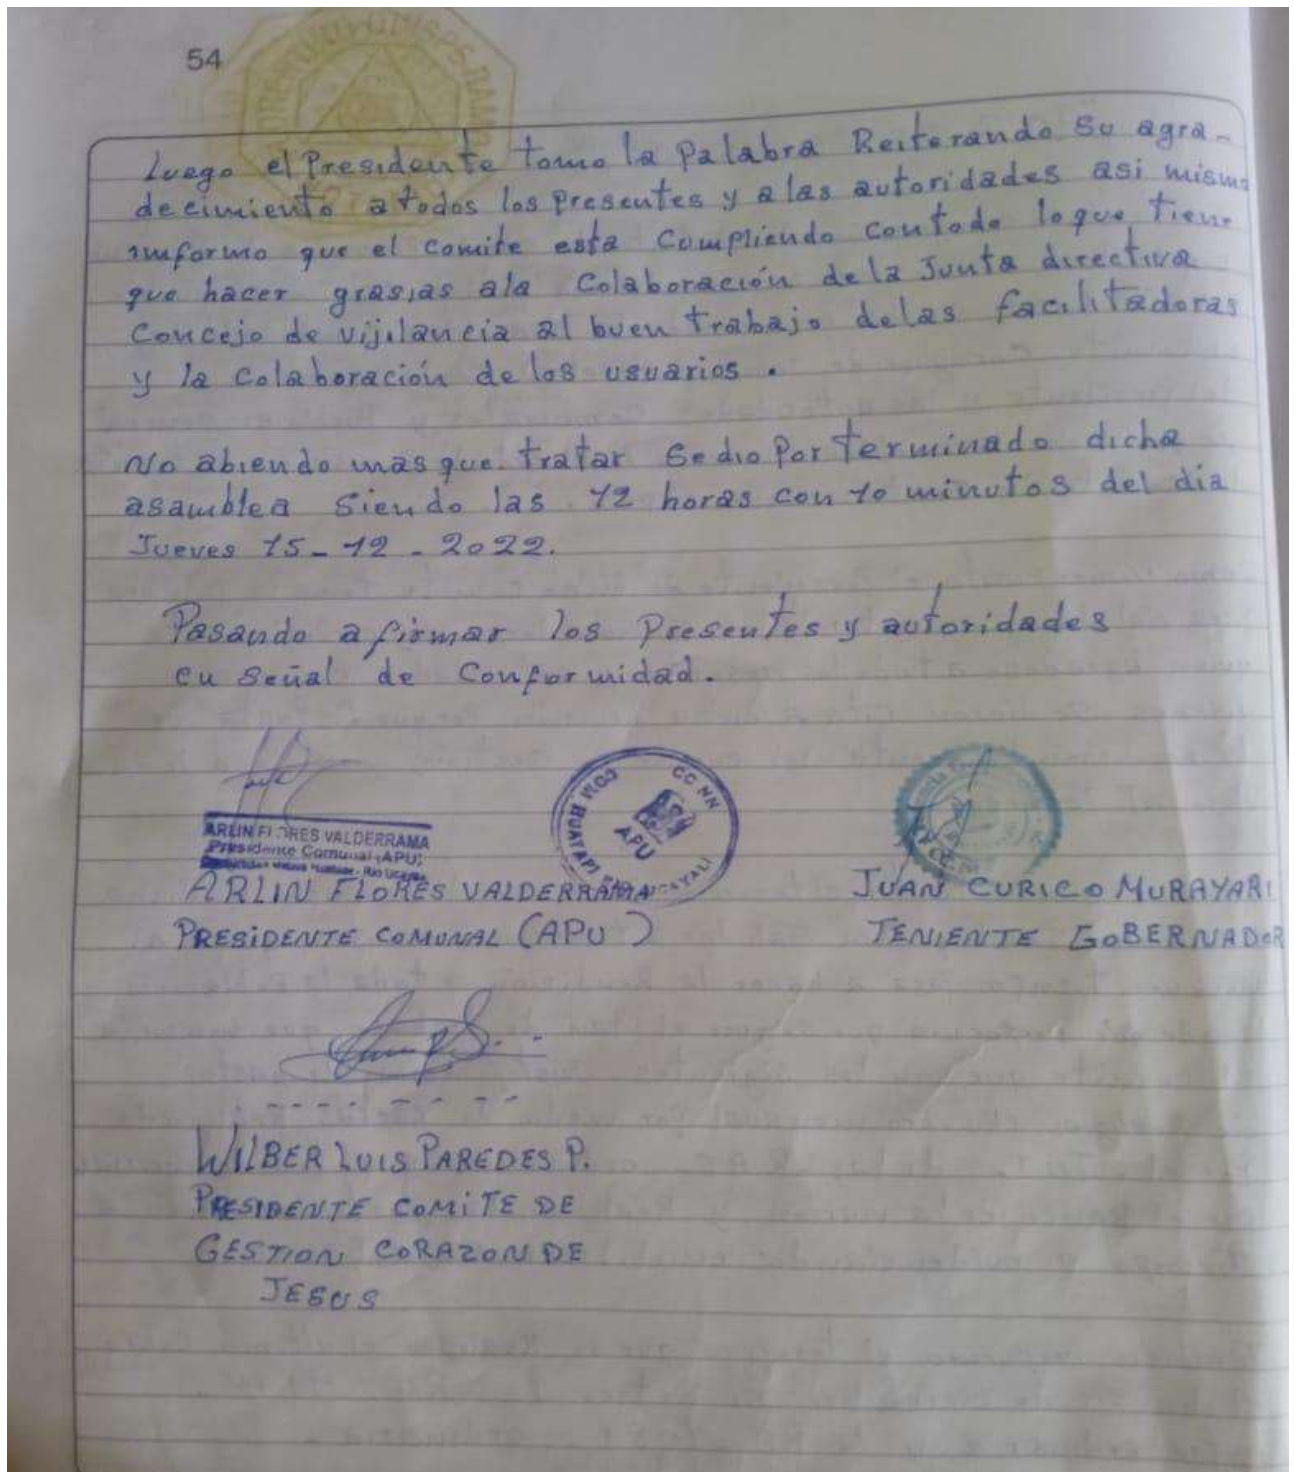 54
Luego el Presidente tomo la palabra Reiterando su agra-
decimiento a todos los presentes y a las autoridades asi mismo
imformo que el comite esta Cumpliendo con todo lo que tiene
que hacer grasias ala Colaboración de la Junta directiva
Concejo de vijilancia al buen trabajo delas facilitadoras
y la Colaboración de los usuarios.
No abiendo mas que tratar se dio por terminado dicha
asamblea siendo las 12 horas con 10 minutos del dia
Jueves 15-12-2022.
Pasando a firmar los Presentes y autoridades
en señal de Conformidad.
ARLIN FLORES VALDERRAMA
Presidente Comunal (APU)
CC NN
APU
UCAYALI
ARLIN FLORES VALDERRAMA
PRESIDENTE COMUNAL (APU)
JUAN CURICO MURAYARI
TENIENTE GOBERNADOR
WILBER LUIS PAREDES P.
PRESIDENTE COMITE DE
GESTION CORAZON DE
JESUS